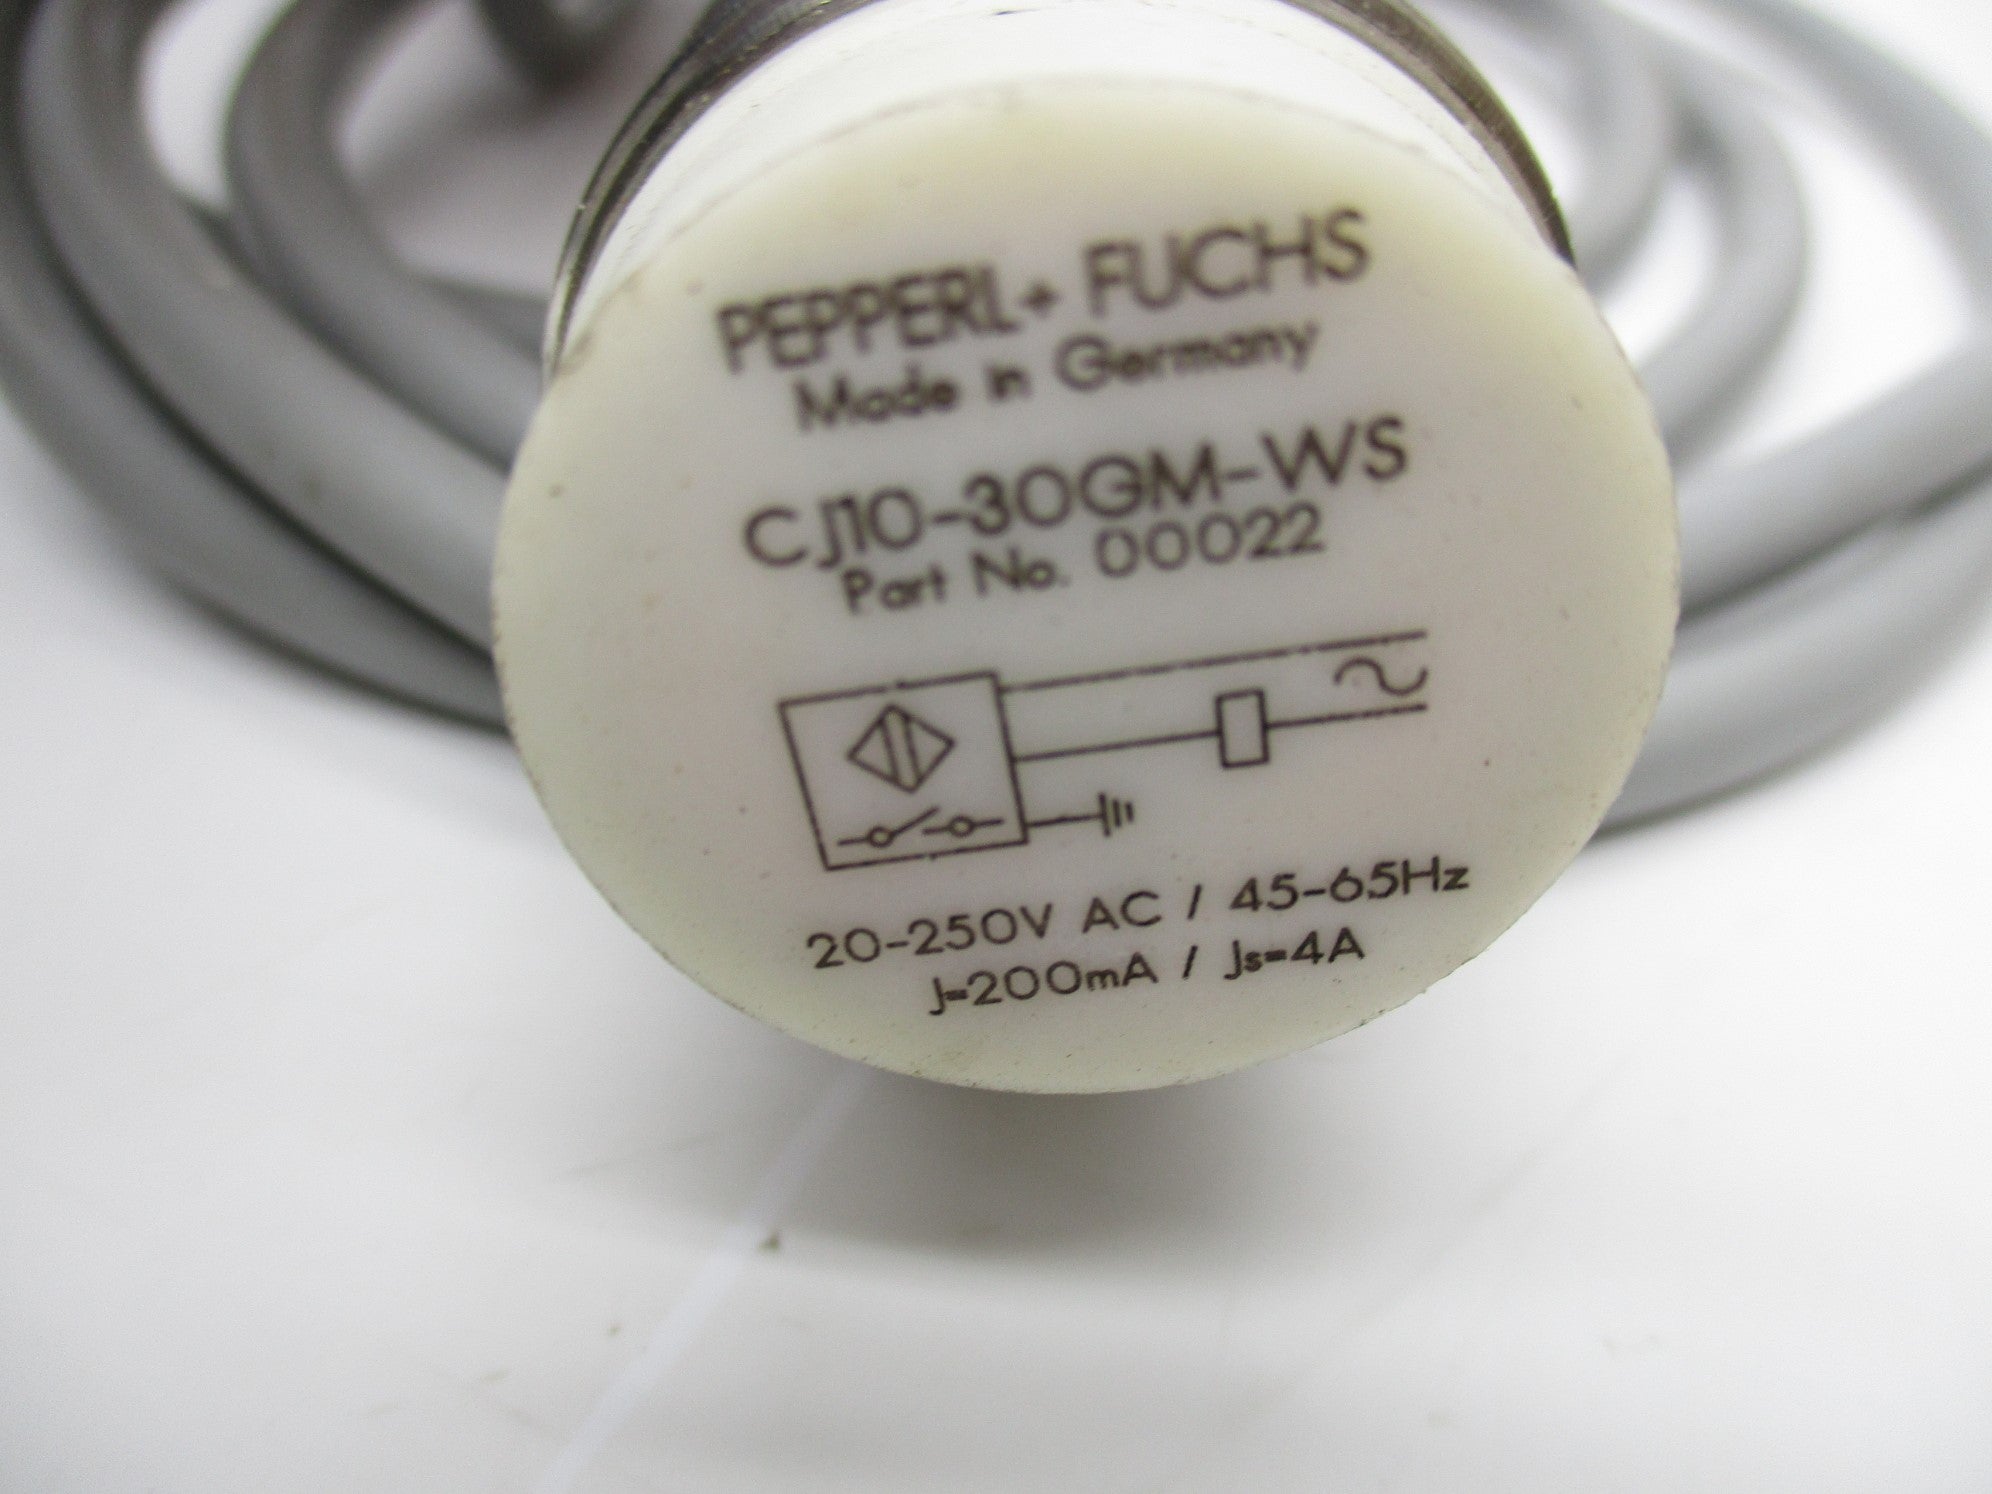 PEPPERL+ FUCHS
Made in Germany
CJ10-30GM-WS
Part No. 00022
20-250V AC / 45-65Hz
J=200mA / Js=4A